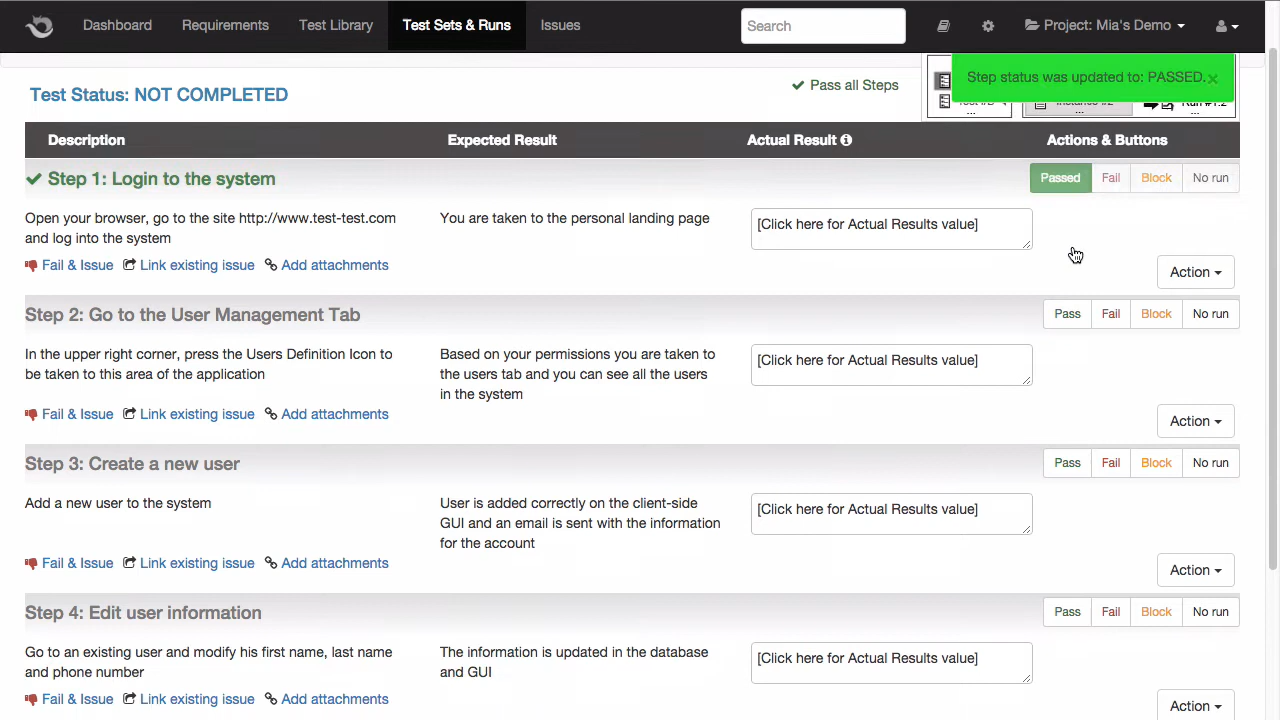 Dashboard Requirements Test Library Test Sets & Runs Issues Search Project: Mia's Demo
Step status was updated to: PASSED. ×
Test Status: NOT COMPLETED Pass all Steps
... ...
Description Expected Result Actual Result Actions & Buttons
Step 1: Login to the system Passed Fail Block No run
Open your browser, go to the site http://www.test-test.com You are taken to the personal landing page [Click here for Actual Results value]
and log into the system
Fail & Issue Link existing issue Add attachments
Action
Step 2: Go to the User Management Tab Pass Fail Block No run
In the upper right corner, press the Users Definition Icon to Based on your permissions you are taken to [Click here for Actual Results value]
be taken to this area of the application the users tab and you can see all the users
in the system
Fail & Issue Link existing issue Add attachments
Action
Step 3: Create a new user Pass Fail Block No run
Add a new user to the system User is added correctly on the client-side [Click here for Actual Results value]
GUI and an email is sent with the information
for the account
Fail & Issue Link existing issue Add attachments
Action
Step 4: Edit user information Pass Fail Block No run
Go to an existing user and modify his first name, last name The information is updated in the database [Click here for Actual Results value]
and phone number and GUI
Fail & Issue Link existing issue Add attachments
Action